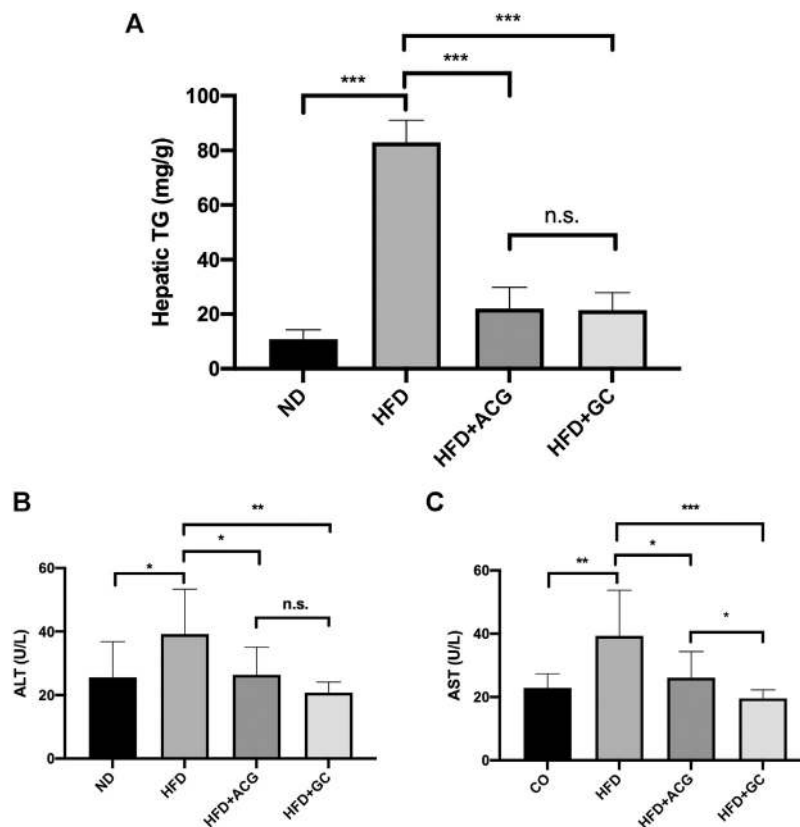 A
***
***
***
n.s.
Hepatic TG (mg/g)
100
80
60
40
20
0
ND
HFD
HFD+ACG
HFD+GC
B
**
*
*
n.s.
ALT (U/L)
60
40
20
0
ND
HFD
HFD+ACG
HFD+GC
C
***
*
**
*
AST (U/L)
60
40
20
0
CO
HFD
HFD+ACG
HFD+GC